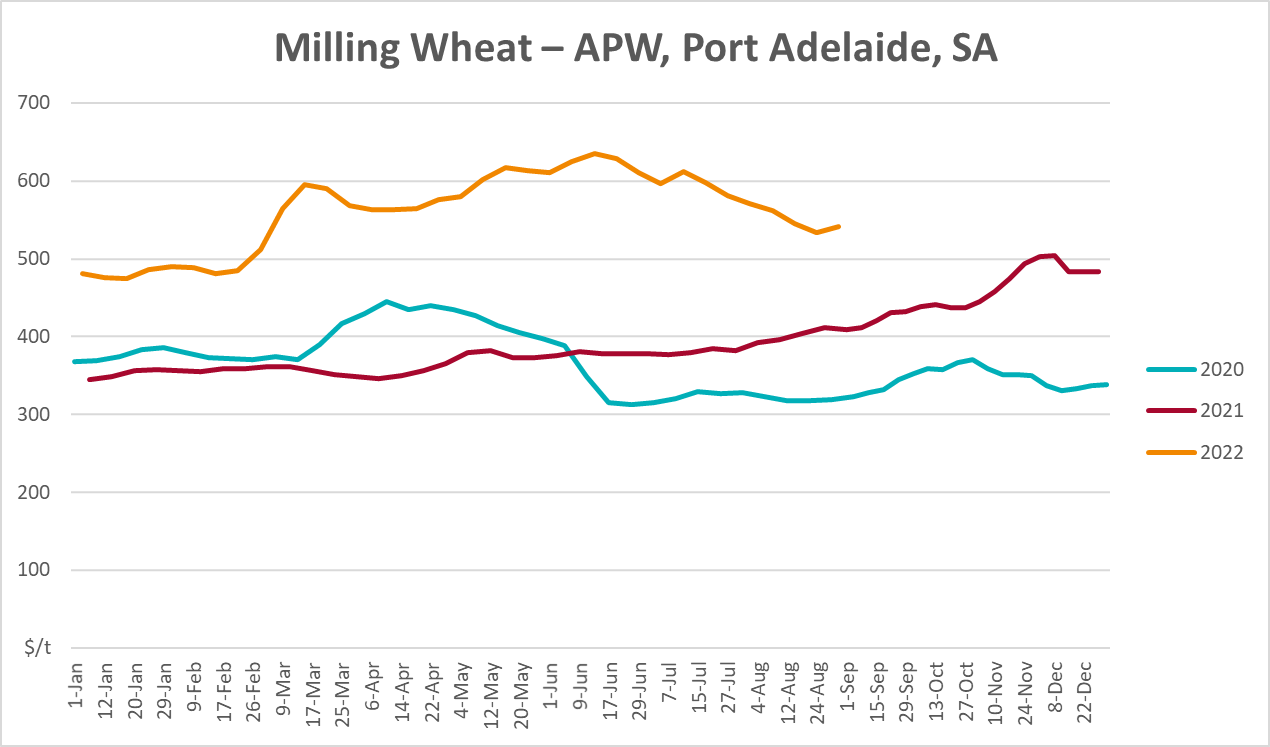 Milling Wheat – APW, Port Adelaide, SA
700
600
500
400
300
200
100
$/t
1-Jan
12-Jan
20-Jan
29-Jan
9-Feb
17-Feb
26-Feb
9-Mar
17-Mar
25-Mar
6-Apr
14-Apr
22-Apr
4-May
12-May
20-May
1-Jun
9-Jun
17-Jun
29-Jun
7-Jul
15-Jul
27-Jul
4-Aug
12-Aug
24-Aug
1-Sep
15-Sep
29-Sep
13-Oct
27-Oct
10-Nov
24-Nov
8-Dec
22-Dec
2020
2021
2022